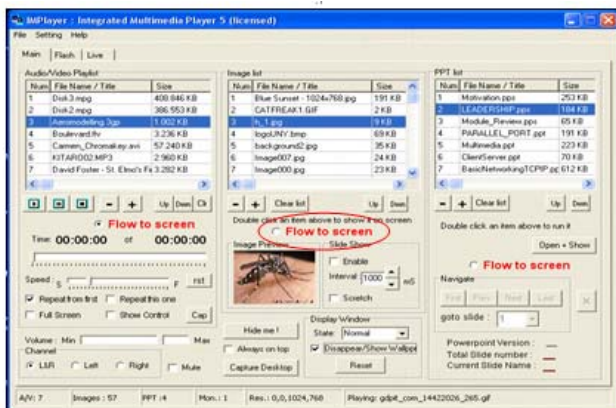 IMPlayer : Integrated Multimedia Player 5 (licensed)
File Setting Help
Main Flash Live
Audio/Video Playlist
Num File Name / Title Size
1 Disk3.mpg 408.846 KB
2 Disk2.mpg 386.553 KB
3 Aeromodeling.3gp 1.002 KB
4 Boulevard.flv 3.236 KB
5 Carmen_Chromakey.avi 57.240 KB
6 KITARO02.MP3 2.960 KB
7 David Foster - St. Elmo's Fi 3.282 KB
- + Up Down Clr
Flow to screen
Time: 00:00:00 of 00:00:00
Speed: S F rst
Repeat from first Repeat this one
Full Screen Show Control Cap
Volume : Min Max
Channel
L&R Left Right Mute
Image list
Num File Name / Title Size
1 Blue Sunset - 1024x768.jpg 191 KB
2 CATFREAK1.GIF 2 KB
3 h_1.jpg 9 KB
4 logoUNY.bmp 69 KB
5 background2.jpg 35 KB
6 Image007.jpg 24 KB
7 Image000.jpg 23 KB
- + Clear list Up Down
Double click an item above to show it on screen
Flow to screen
Image Preview
Slide Show
Enable
Interval: 1000 mS
Stretch
Hide me !
Always on top
Capture Desktop
Display Window
State: Normal
Disappear/Show Wallpp
Reset
PPT list
Num File Name / Title Size
1 Motivation.pps 253 KB
2 LEADERSHIP.pps 184 KB
3 Module_Review.pps 65 KB
4 PARALLEL_PORT.ppt 191 KB
5 Multimedia.ppt 223 KB
6 ClientServer.ppt 70 KB
7 BasicNetworkingTCPIP.pp 612 KB
- + Clear list Up Down
Double click an item above to run it
Open + Show
Flow to screen
Navigate
First Prev Next Last
goto slide : 1
X
Powerpoint Version :
Total Slide number :
Current Slide Name :
A/V: 7 Images : 57 PPT :4 Mon.: 1 Res.: 0,0,1024,768 Playing: gdpit_com_14422026_265.gif